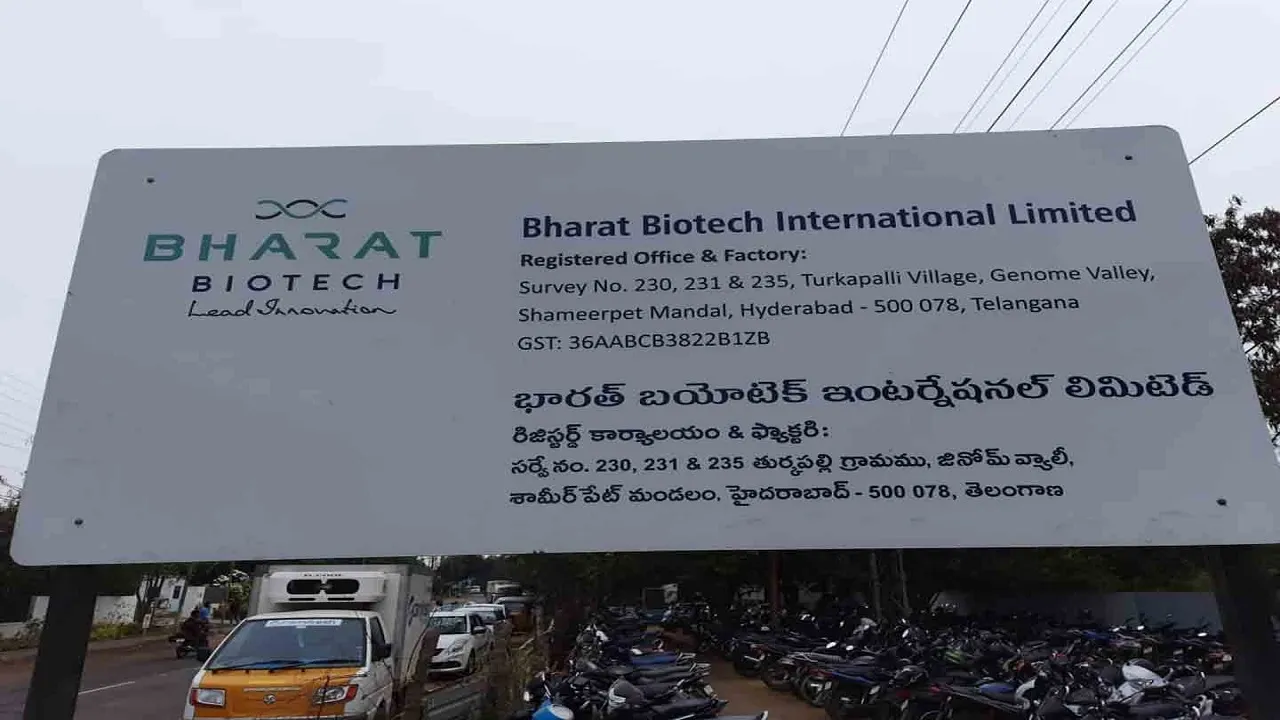 BHARAT
BIOTECH
Lead Innovation
Bharat Biotech International Limited
Registered Office & Factory:
Survey No. 230, 231 & 235, Turkapalli Village, Genome Valley,
Shameerpet Mandal, Hyderabad - 500 078, Telangana
GST: 36AABCB3822B1ZB
భారత్ బయోటెక్ ఇంటర్నేషనల్ లిమిటెడ్
రిజిస్టర్డ్ కార్యాలయం & ఫ్యాక్టరి:
సర్వే నం. 230, 231 & 235 తుర్కపల్లి గ్రామము, జినోమ్ వ్యాలీ,
శామీర్ పేట్ మండలం, హైదరాబాద్ - 500 078, తెలంగాణ